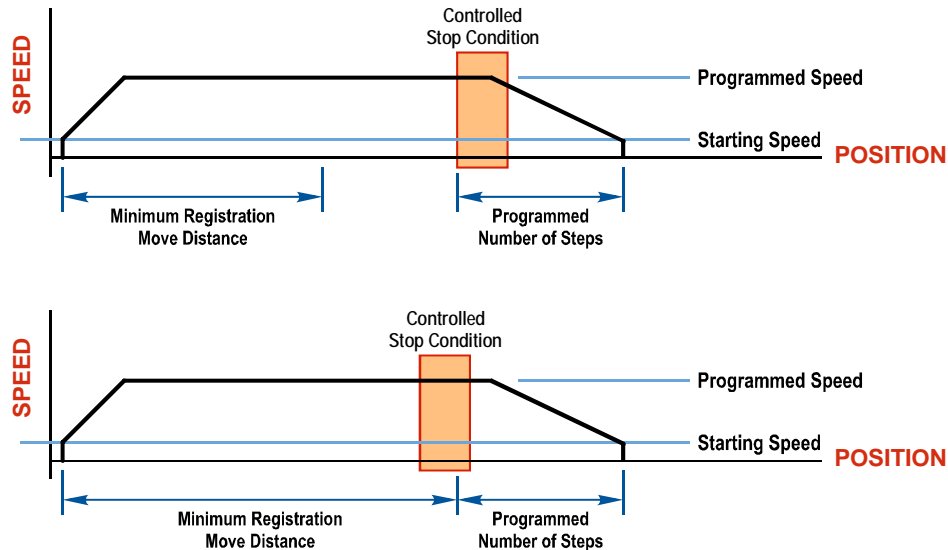 Controlled
Stop Condition
SPEED
Programmed Speed
Starting Speed
POSITION
Minimum Registration
Move Distance
Programmed
Number of Steps
Controlled
Stop Condition
SPEED
Programmed Speed
Starting Speed
POSITION
Minimum Registration
Move Distance
Programmed
Number of Steps